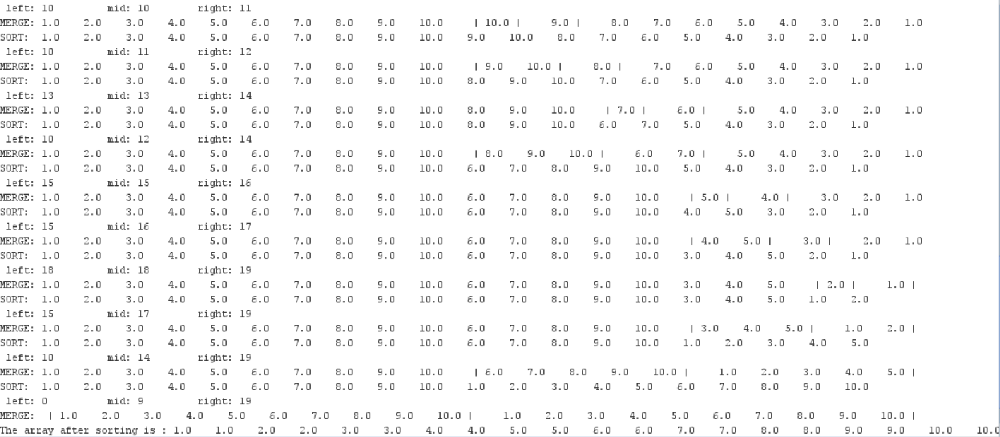 left: 10 mid: 10 right: 11
MERGE: 1.0 2.0 3.0 4.0 5.0 6.0 7.0 8.0 9.0 10.0 | 10.0 | 9.0 | 8.0 7.0 6.0 5.0 4.0 3.0 2.0 1.0
SORT: 1.0 2.0 3.0 4.0 5.0 6.0 7.0 8.0 9.0 10.0 9.0 10.0 8.0 7.0 6.0 5.0 4.0 3.0 2.0 1.0
left: 10 mid: 11 right: 12
MERGE: 1.0 2.0 3.0 4.0 5.0 6.0 7.0 8.0 9.0 10.0 | 9.0 10.0 | 8.0 | 7.0 6.0 5.0 4.0 3.0 2.0 1.0
SORT: 1.0 2.0 3.0 4.0 5.0 6.0 7.0 8.0 9.0 10.0 8.0 9.0 10.0 7.0 6.0 5.0 4.0 3.0 2.0 1.0
left: 13 mid: 13 right: 14
MERGE: 1.0 2.0 3.0 4.0 5.0 6.0 7.0 8.0 9.0 10.0 8.0 9.0 10.0 | 7.0 | 6.0 | 5.0 4.0 3.0 2.0 1.0
SORT: 1.0 2.0 3.0 4.0 5.0 6.0 7.0 8.0 9.0 10.0 8.0 9.0 10.0 6.0 7.0 5.0 4.0 3.0 2.0 1.0
left: 10 mid: 12 right: 14
MERGE: 1.0 2.0 3.0 4.0 5.0 6.0 7.0 8.0 9.0 10.0 | 8.0 9.0 10.0 | 6.0 7.0 | 5.0 4.0 3.0 2.0 1.0
SORT: 1.0 2.0 3.0 4.0 5.0 6.0 7.0 8.0 9.0 10.0 6.0 7.0 8.0 9.0 10.0 5.0 4.0 3.0 2.0 1.0
left: 15 mid: 15 right: 16
MERGE: 1.0 2.0 3.0 4.0 5.0 6.0 7.0 8.0 9.0 10.0 6.0 7.0 8.0 9.0 10.0 | 5.0 | 4.0 | 3.0 2.0 1.0
SORT: 1.0 2.0 3.0 4.0 5.0 6.0 7.0 8.0 9.0 10.0 6.0 7.0 8.0 9.0 10.0 4.0 5.0 3.0 2.0 1.0
left: 15 mid: 16 right: 17
MERGE: 1.0 2.0 3.0 4.0 5.0 6.0 7.0 8.0 9.0 10.0 6.0 7.0 8.0 9.0 10.0 | 4.0 5.0 | 3.0 | 2.0 1.0
SORT: 1.0 2.0 3.0 4.0 5.0 6.0 7.0 8.0 9.0 10.0 6.0 7.0 8.0 9.0 10.0 3.0 4.0 5.0 2.0 1.0
left: 18 mid: 18 right: 19
MERGE: 1.0 2.0 3.0 4.0 5.0 6.0 7.0 8.0 9.0 10.0 6.0 7.0 8.0 9.0 10.0 3.0 4.0 5.0 | 2.0 | 1.0 |
SORT: 1.0 2.0 3.0 4.0 5.0 6.0 7.0 8.0 9.0 10.0 6.0 7.0 8.0 9.0 10.0 3.0 4.0 5.0 1.0 2.0
left: 15 mid: 17 right: 19
MERGE: 1.0 2.0 3.0 4.0 5.0 6.0 7.0 8.0 9.0 10.0 6.0 7.0 8.0 9.0 10.0 | 3.0 4.0 5.0 | 1.0 2.0 |
SORT: 1.0 2.0 3.0 4.0 5.0 6.0 7.0 8.0 9.0 10.0 6.0 7.0 8.0 9.0 10.0 1.0 2.0 3.0 4.0 5.0
left: 10 mid: 14 right: 19
MERGE: 1.0 2.0 3.0 4.0 5.0 6.0 7.0 8.0 9.0 10.0 | 6.0 7.0 8.0 9.0 10.0 | 1.0 2.0 3.0 4.0 5.0 |
SORT: 1.0 2.0 3.0 4.0 5.0 6.0 7.0 8.0 9.0 10.0 1.0 2.0 3.0 4.0 5.0 6.0 7.0 8.0 9.0 10.0
left: 0 mid: 9 right: 19
MERGE: | 1.0 2.0 3.0 4.0 5.0 6.0 7.0 8.0 9.0 10.0 | 1.0 2.0 3.0 4.0 5.0 6.0 7.0 8.0 9.0 10.0 |
The array after sorting is : 1.0 1.0 2.0 2.0 3.0 3.0 4.0 4.0 5.0 5.0 6.0 6.0 7.0 7.0 8.0 8.0 9.0 9.0 10.0 10.0